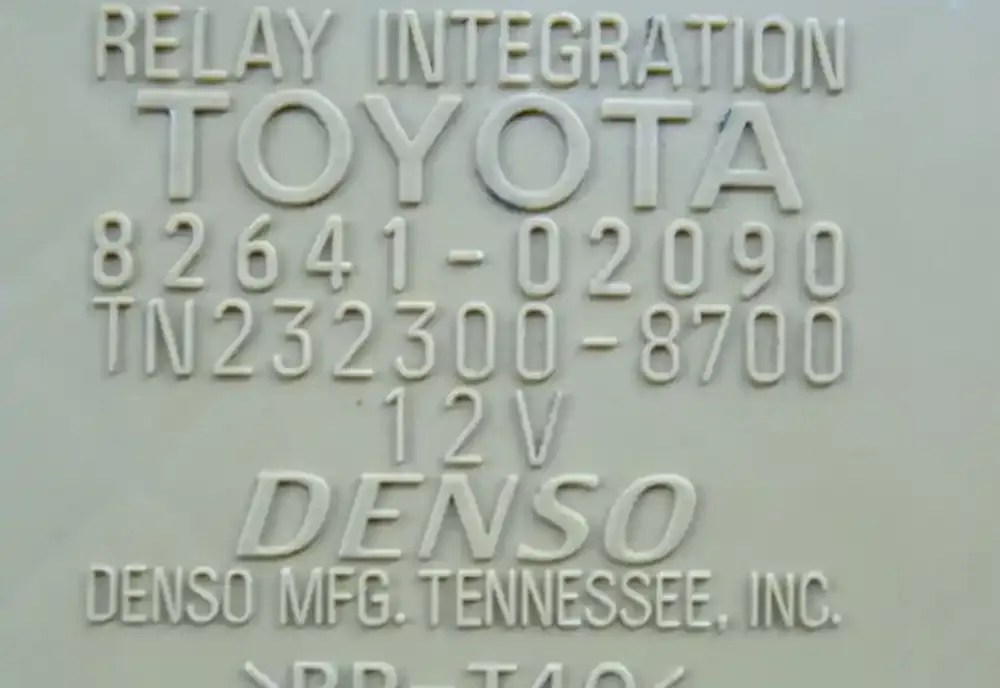 RELAY INTEGRATION
TOYOTA
82641-02090
TN232300-8700
12V
DENSO
DENSO MFG. TENNESSEE, INC.